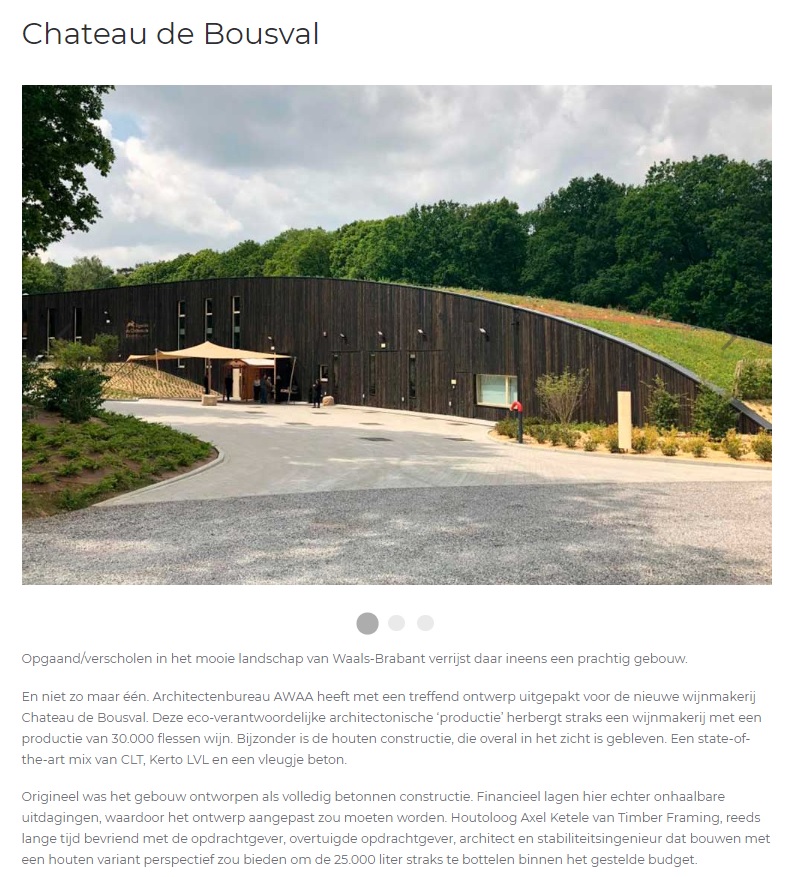 Chateau de Bousval
Opgaand/verscholen in het mooie landschap van Waals-Brabant verrijst daar ineens een prachtig gebouw.
En niet zo maar één. Architectenbureau AWAA heeft met een treffend ontwerp uitgepakt voor de nieuwe wijnmakerij
Chateau de Bousval. Deze eco-verantwoordelijke architectonische ‘productie’ herbergt straks een wijnmakerij met een
productie van 30.000 flessen wijn. Bijzonder is de houten constructie, die overal in het zicht is gebleven. Een state-of-
the-art mix van CLT, Kerto LVL en een vleugje beton.
Origineel was het gebouw ontworpen als volledig betonnen constructie. Financieel lagen hier echter onhaalbare
uitdagingen, waardoor het ontwerp aangepast zou moeten worden. Houtoloog Axel Ketele van Timber Framing, reeds
lange tijd bevriend met de opdrachtgever, overtuigde opdrachtgever, architect en stabiliteitsingenieur dat bouwen met
een houten variant perspectief zou bieden om de 25.000 liter straks te bottelen binnen het gestelde budget.